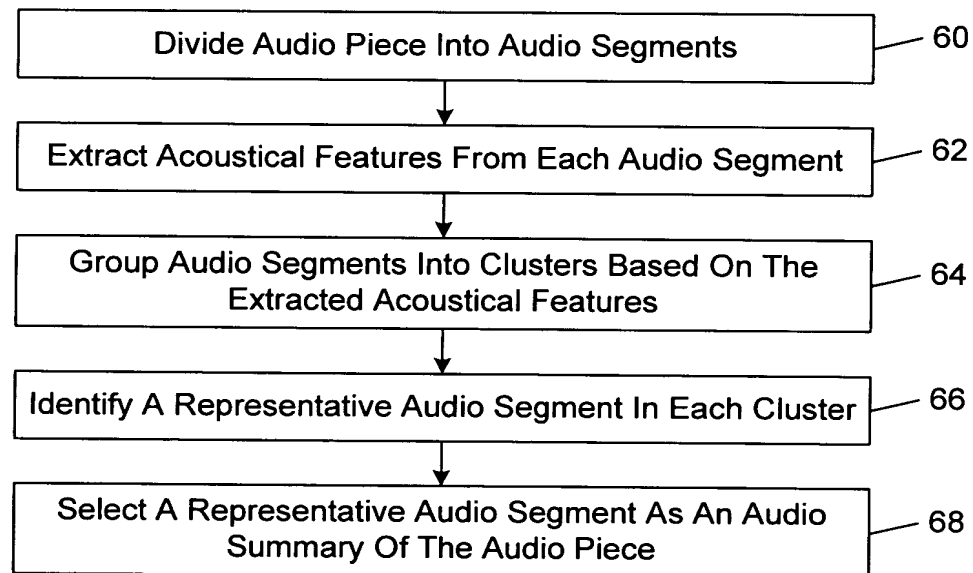 Divide Audio Piece Into Audio Segments
60
Extract Acoustical Features From Each Audio Segment
62
Group Audio Segments Into Clusters Based On The
Extracted Acoustical Features
64
Identify A Representative Audio Segment In Each Cluster
66
Select A Representative Audio Segment As An Audio
Summary Of The Audio Piece
68